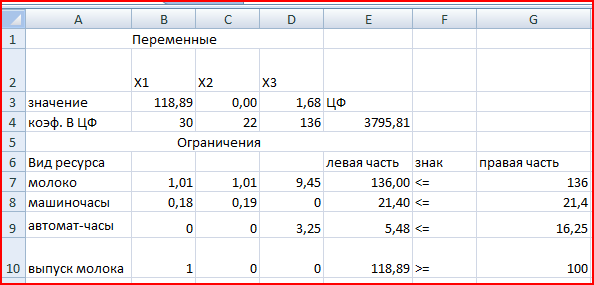 A B C D E F G
1 Переменные
2 X1 X2 X3
3 значение 118,89 0,00 1,68 ЦФ
4 коэф. В ЦФ 30 22 136 3795,81
5 Ограничения
6 Вид ресурса левая часть знак правая часть
7 молоко 1,01 1,01 9,45 136,00 <= 136
8 машиночасы 0,18 0,19 0 21,40 <= 21,4
9 автомат-часы 0 0 3,25 5,48 <= 16,25
10 выпуск молока 1 0 0 118,89 >= 100